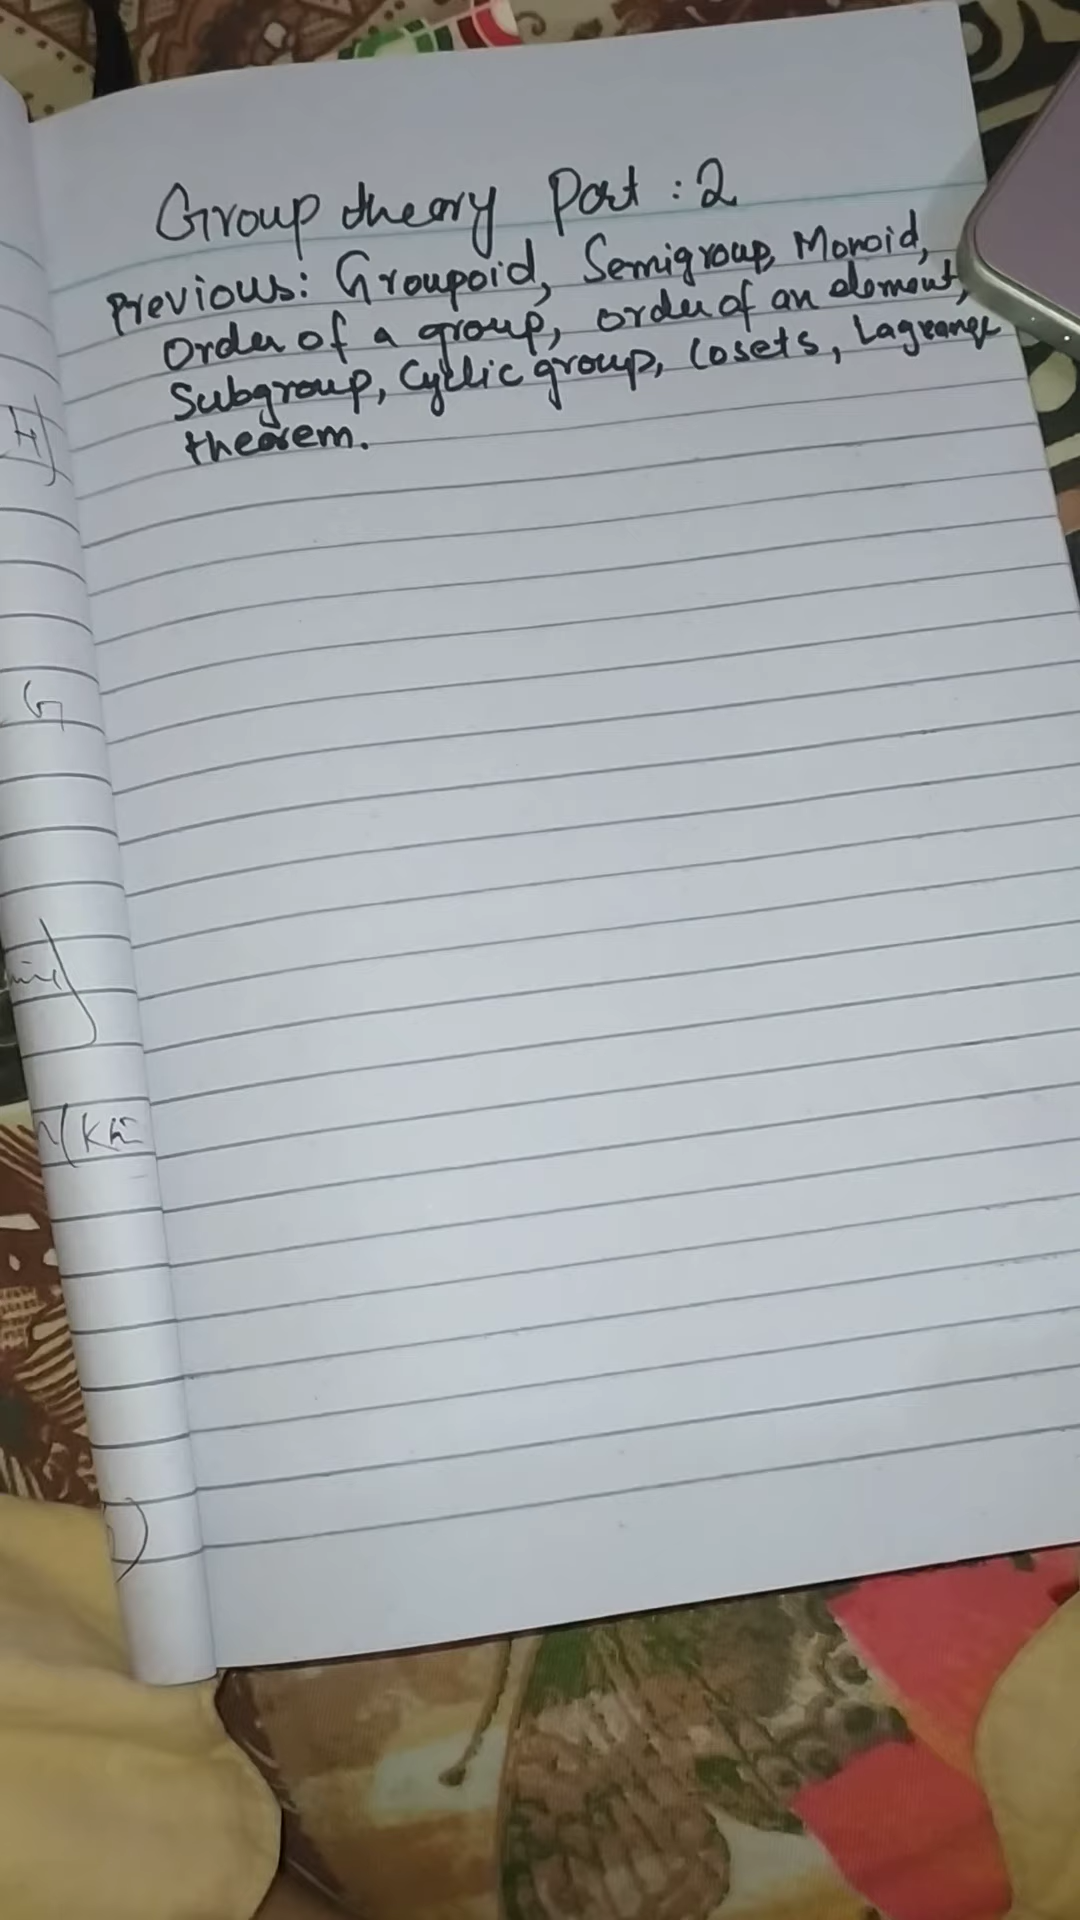 Group theory Part : 2
Previous: Groupoid, Semigroup, Monoid,
Order of a group, order of an element,
Subgroup, Cyclic group, Cosets, Lagrange
theorem.
H)
G
n(kh
)